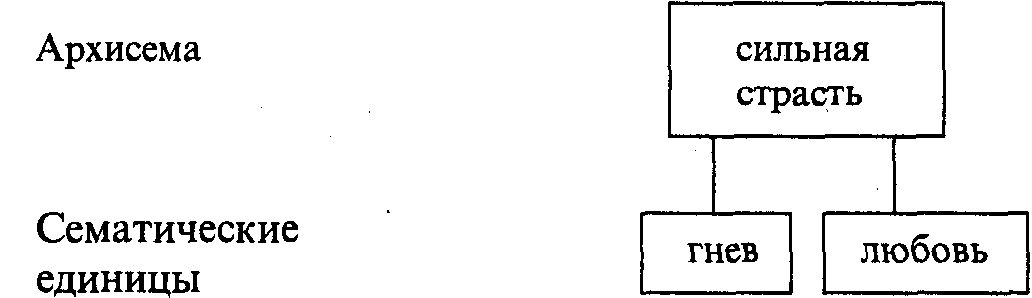 Архисема
сильная
страсть
Сематические
единицы
гнев
любовь